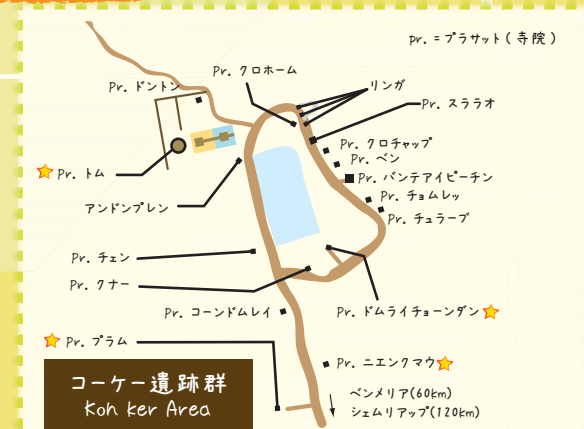 Pr. = プラサット ( 寺院 )
Pr. クロホーム
Pr. ドントン
リンガ
Pr. スララオ
Pr. クロチャップ
Pr. ベン
Pr. トム
Pr. バンテアイピーチン
Pr. チョムレッ
アンドンプレン
Pr. チュラープ
Pr. チェン
Pr. クナー
Pr. コーンドムレイ
Pr. ドムライチョーンダン
Pr. プラム
Pr. ニエンクマウ
コーケー遺跡群
Koh ker Area
ベンメリア(60km)
シェムリアップ(120km)